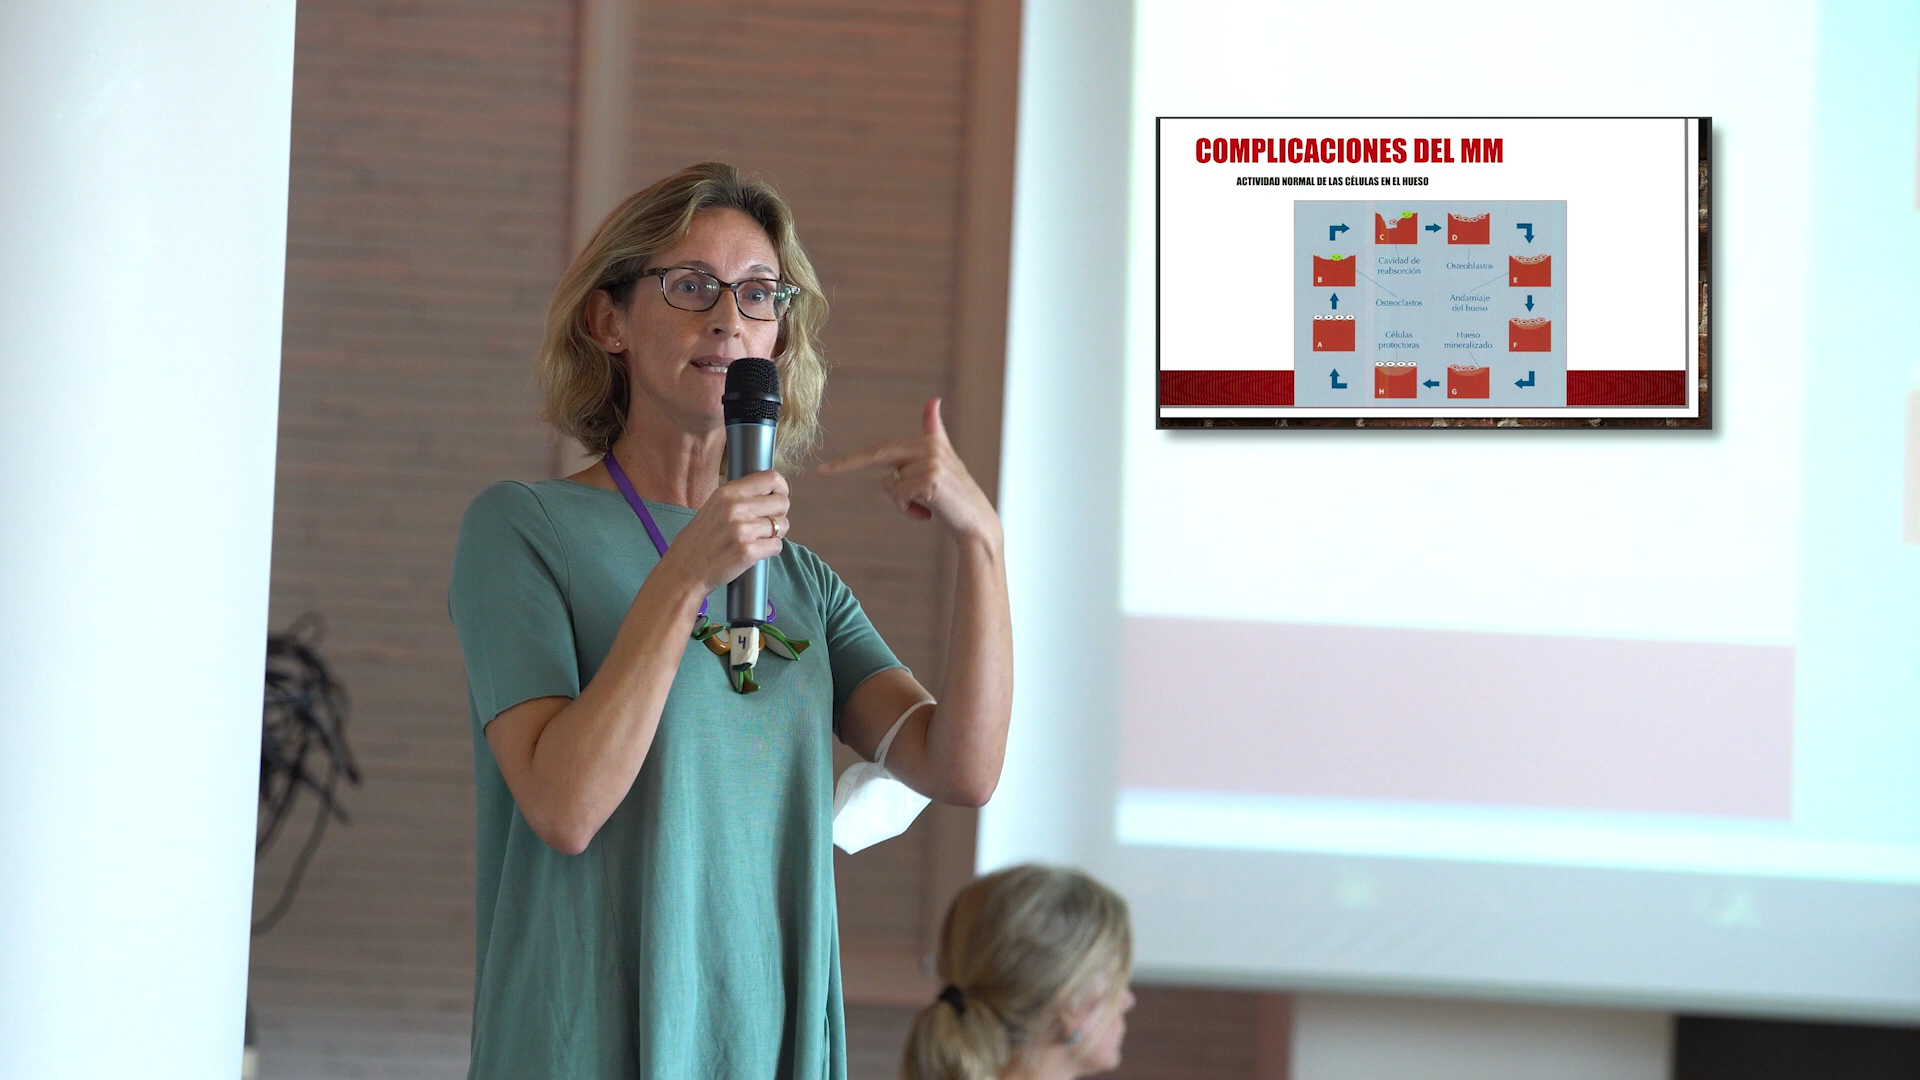 COMPLICACIONES DEL MM
ACTIVIDAD NORMAL DE LAS CÉLULAS EN EL HUESO
C
D
Cavidad de
reabsorción
Osteoblastos
B
E
Osteoclastos
Andamiaje
del hueso
A
Células
protectoras
Hueso
mineralizado
F
H
G
4